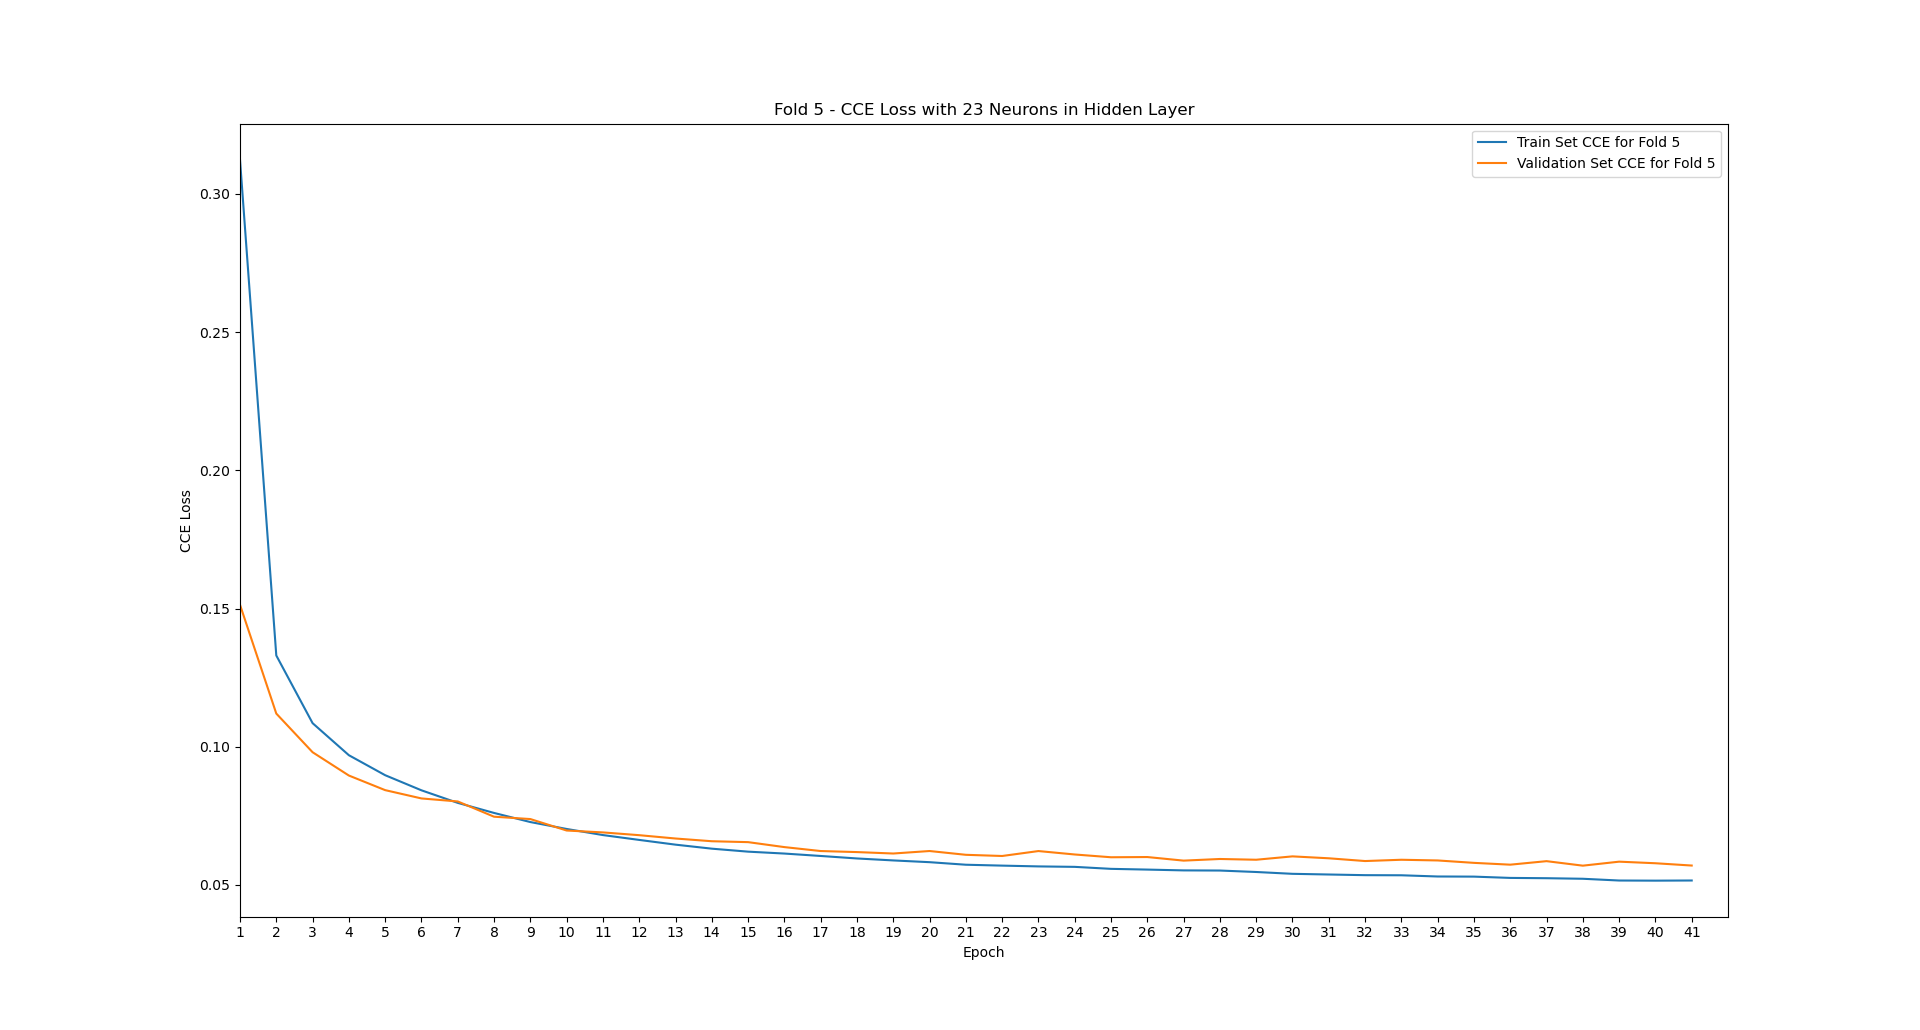 Fold 5 - CCE Loss with 23 Neurons in Hidden Layer
Train Set CCE for Fold 5
Validation Set CCE for Fold 5
0.30
0.25
0.20
0.15
0.10
0.05
CCE Loss
1 2 3 4 5 6 7 8 9 10 11 12 13 14 15 16 17 18 19 20 21 22 23 24 25 26 27 28 29 30 31 32 33 34 35 36 37 38 39 40 41
Epoch